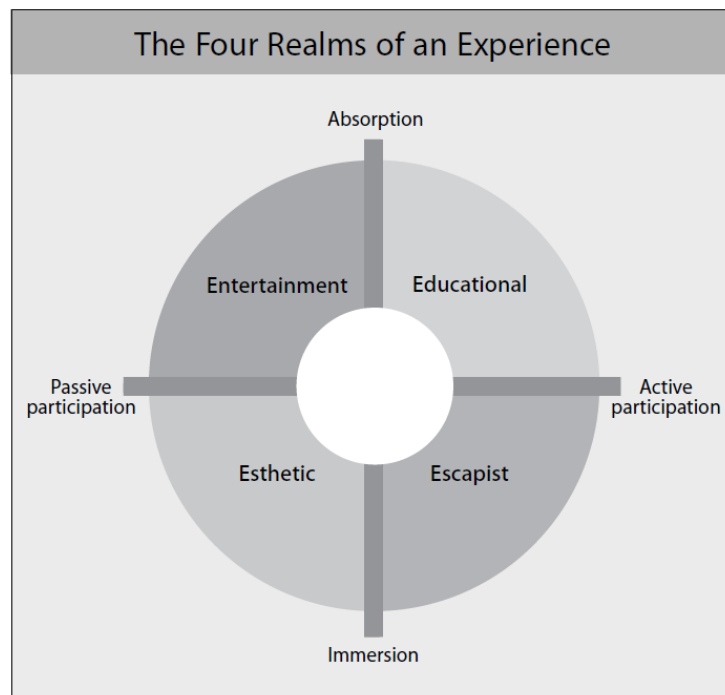 The Four Realms of an Experience
Absorption
Entertainment
Educational
Passive
participation
Active
participation
Esthetic
Escapist
Immersion